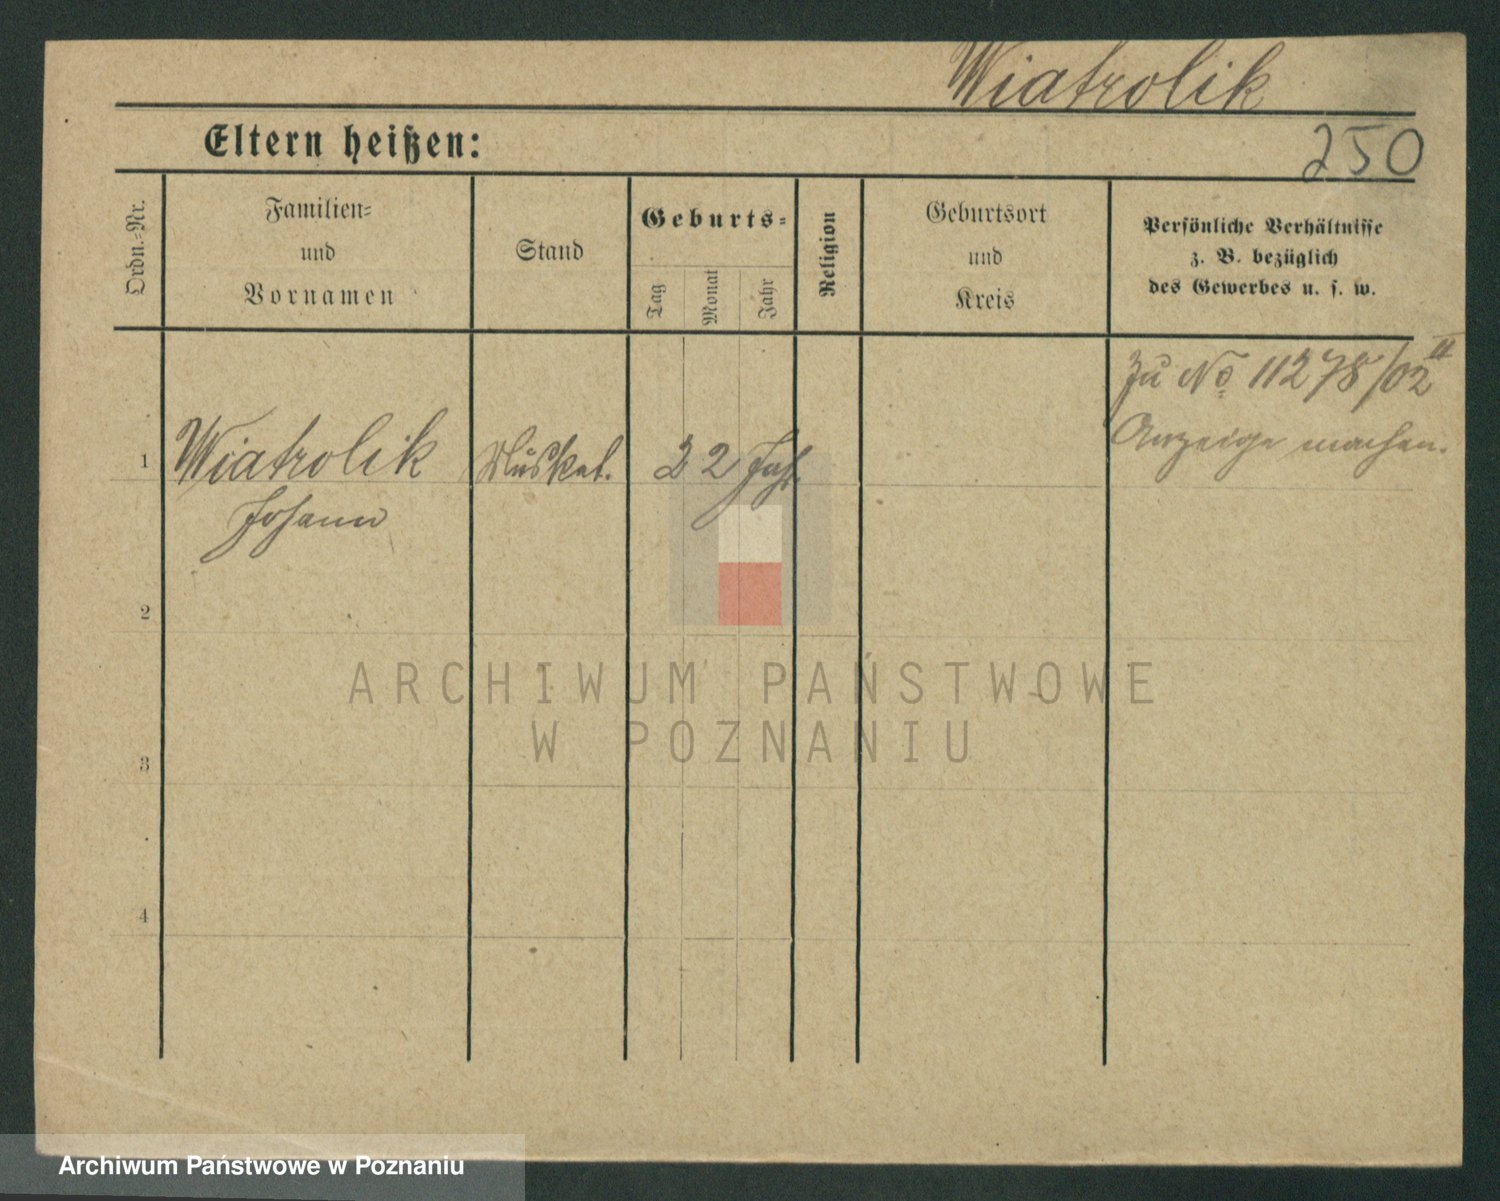 Wiatrolik
Eltern heißen:
250
Ordn.-Nr.
Familien-
und
Vornamen
Stand
Geburts-
Tag
Monat
Jahr
Religion
Geburtsort
und
Kreis
Persönliche Verhältnisse
z. B. bezüglich
des Gewerbes u. s. w.
Zu No 11278/02 II
Anzeige machen.
1 Wiatrolik Musket. 22 Jahr
Johann
2
3
4
ARCHIWUM PAŃSTWOWE
W POZNANIU
Archiwum Państwowe w Poznaniu